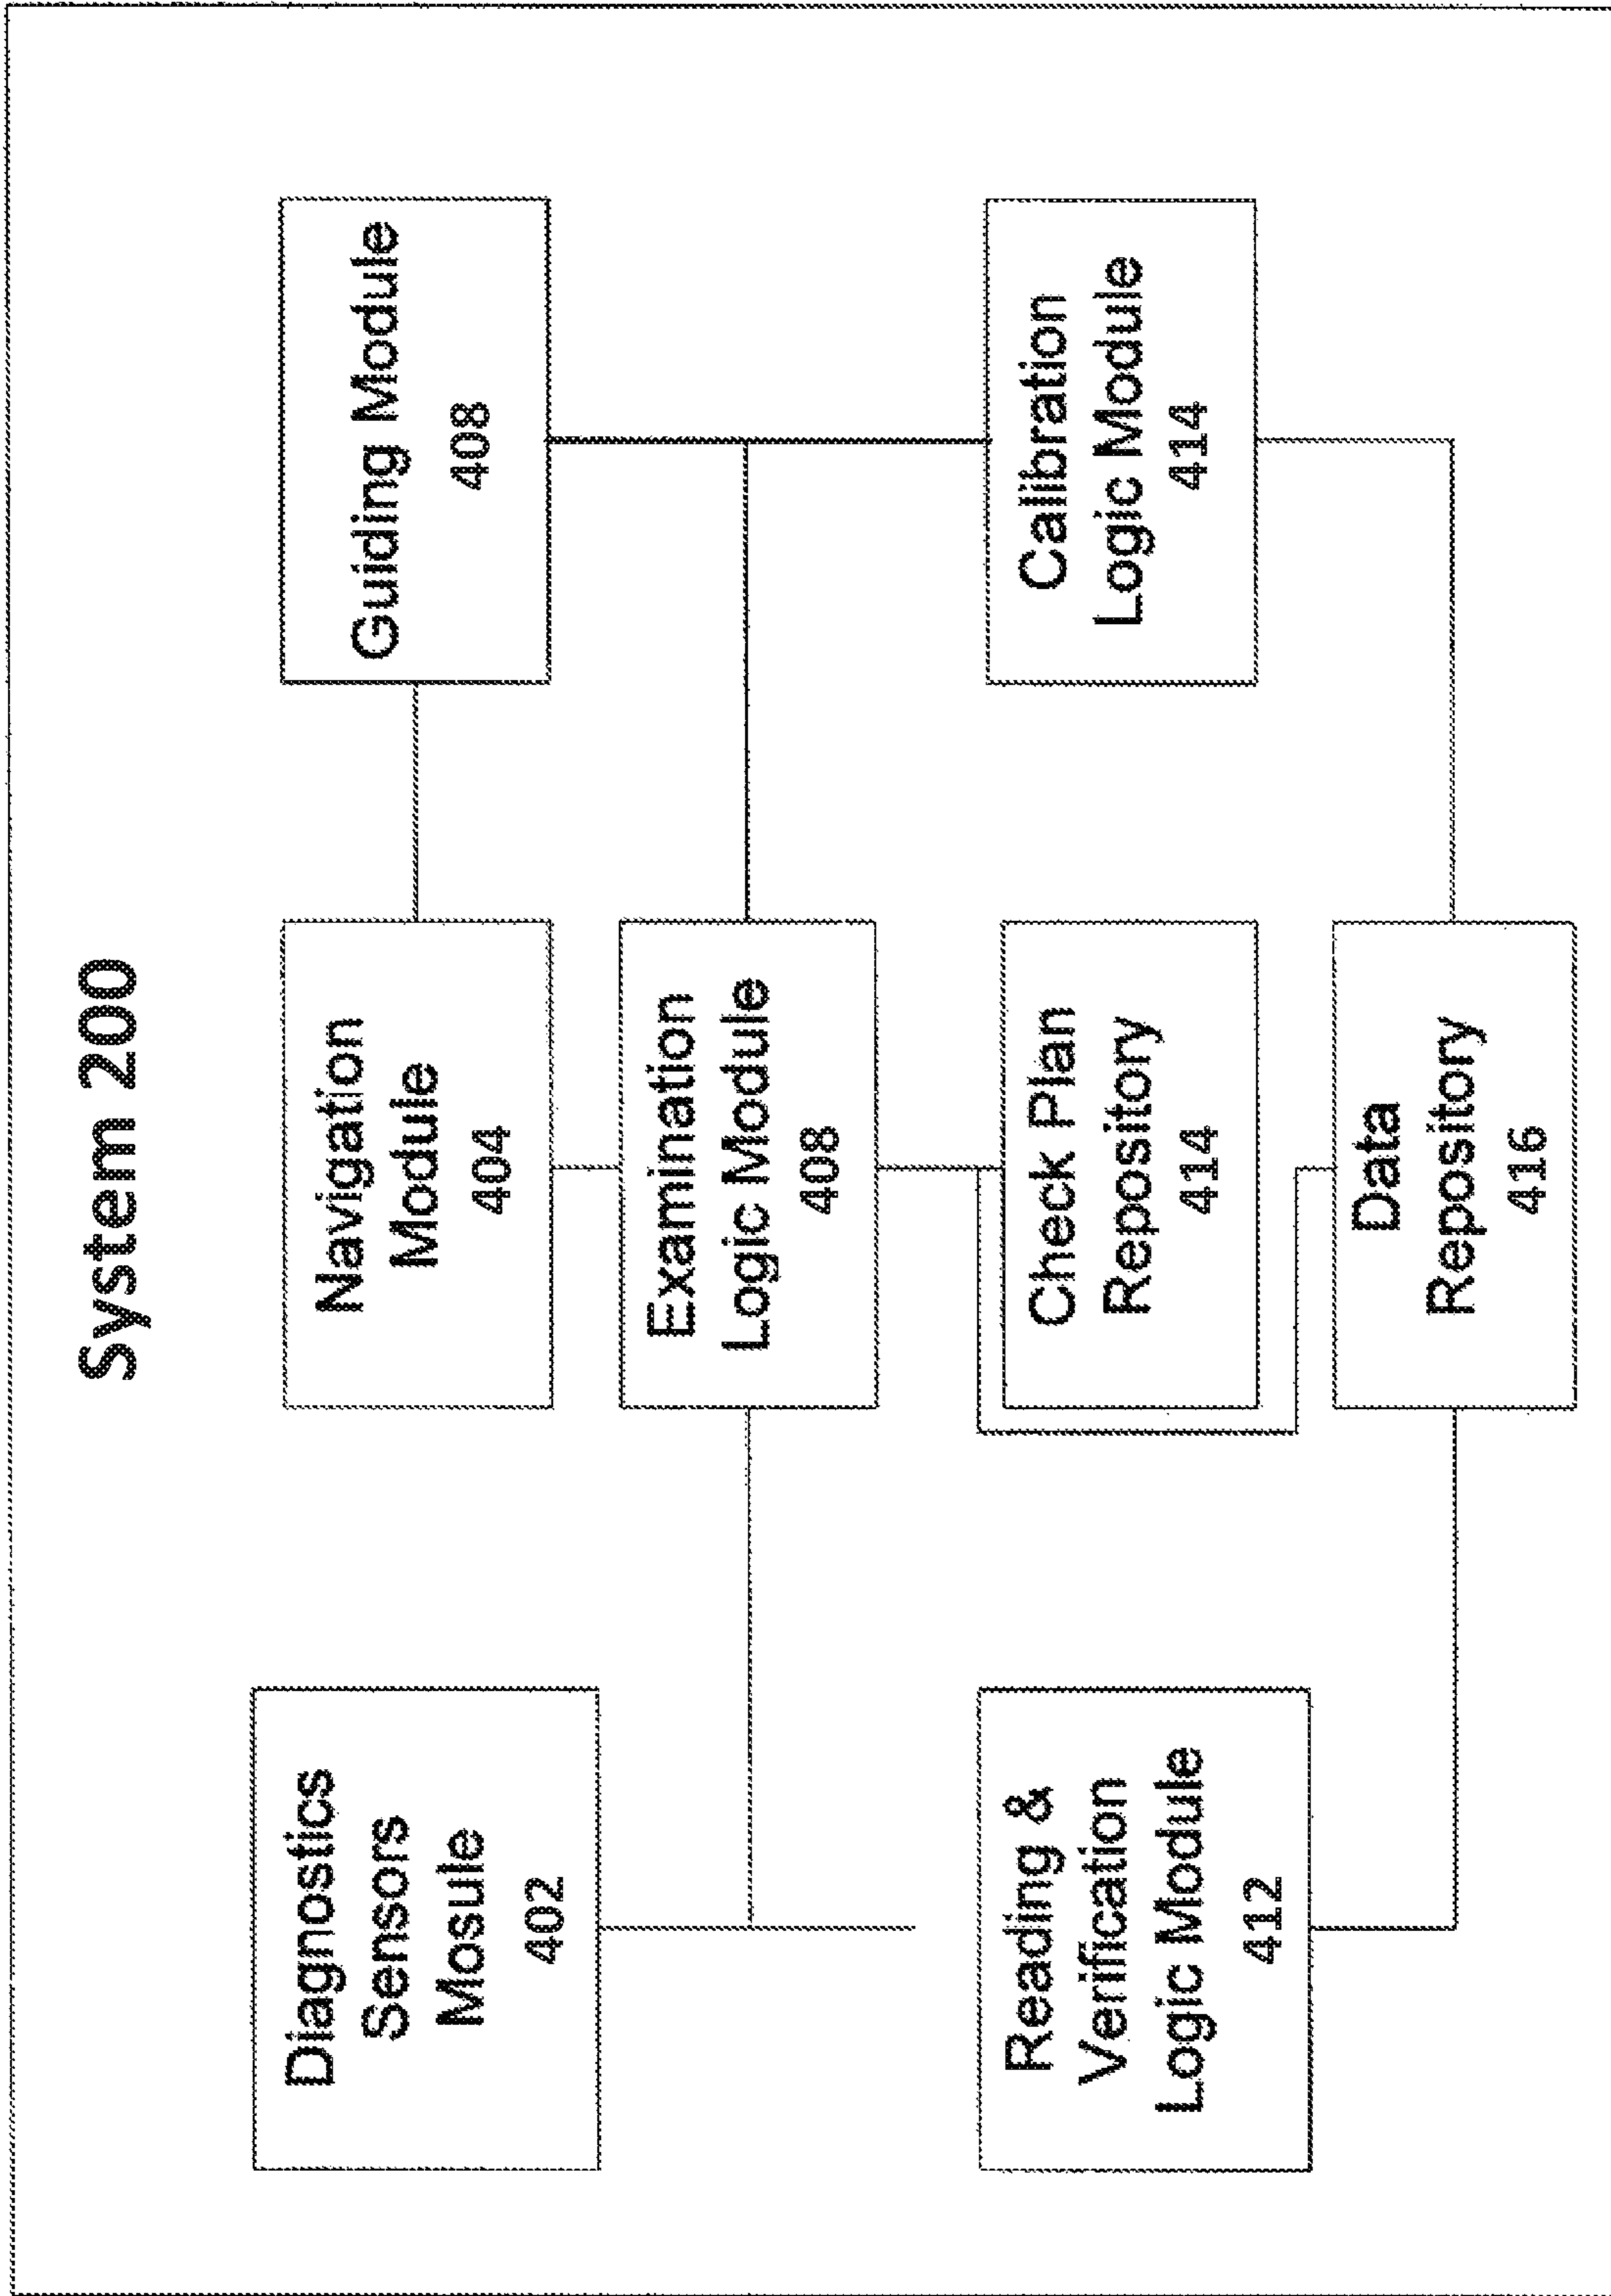 System 200
Diagnostics
Sensors
Mosule
402
Navigation
Module
404
Guiding Module
408
Examination
Logic Module
408
Reading &
Verification
Logic Module
412
Check Plan
Repository
414
Calibration
Logic Module
414
Data
Repository
416